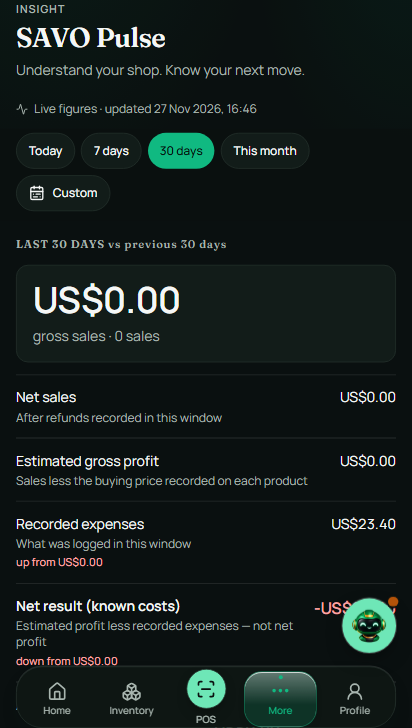 INSIGHT
SAVO Pulse
Understand your shop. Know your next move.
Live figures · updated 27 Nov 2026, 16:46
Today 7 days 30 days This month
Custom
LAST 30 DAYS vs previous 30 days
US$0.00
gross sales · 0 sales
Net sales US$0.00
After refunds recorded in this window
Estimated gross profit US$0.00
Sales less the buying price recorded on each product
Recorded expenses US$23.40
What was logged in this window
up from US$0.00
Net result (known costs)
Estimated profit less recorded expenses — not net
profit
down from US$0.00
Home Inventory POS More Profile